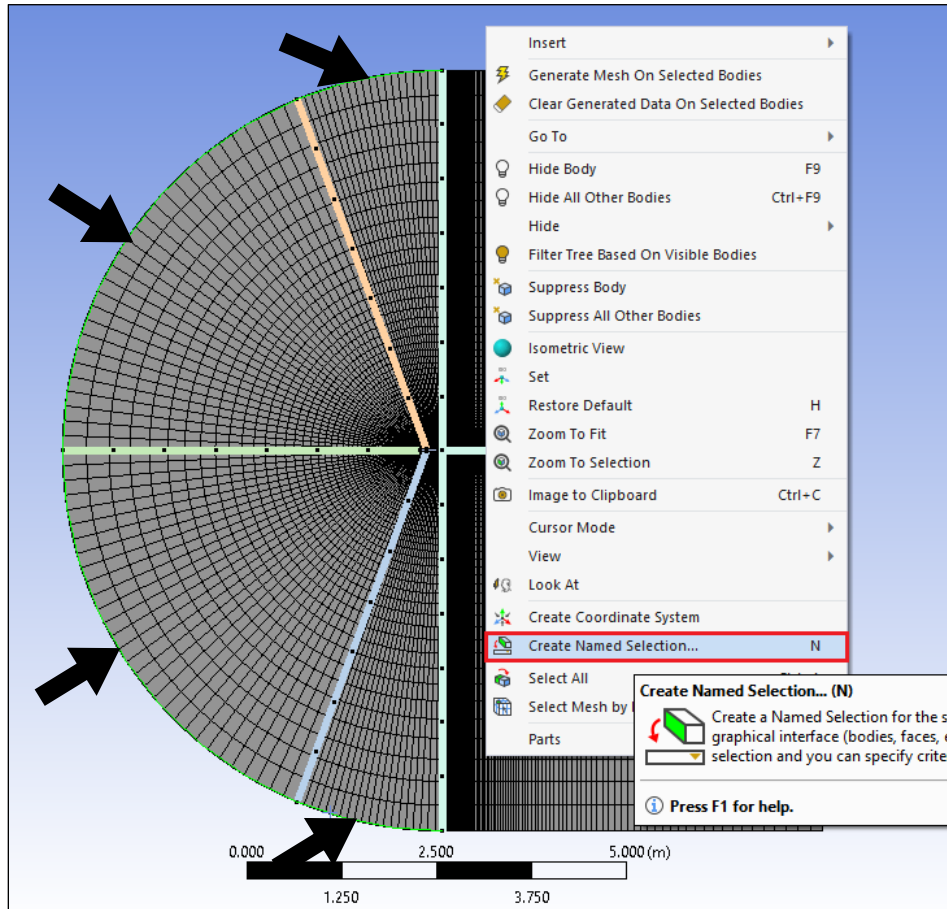 Insert
Generate Mesh On Selected Bodies
Clear Generated Data On Selected Bodies
Go To
Hide Body F9
Hide All Other Bodies Ctrl+F9
Hide
Filter Tree Based On Visible Bodies
Suppress Body
Suppress All Other Bodies
Isometric View
Set
Restore Default H
Zoom To Fit F7
Zoom To Selection Z
Image to Clipboard Ctrl+C
Cursor Mode
View
Look At
Create Coordinate System
Create Named Selection... N
Select All
Select Mesh by
Parts
Create Named Selection... (N)
Create a Named Selection for the s
graphical interface (bodies, faces, e
selection and you can specify crite
Press F1 for help.
0.000 2.500 5.000 (m)
1.250 3.750